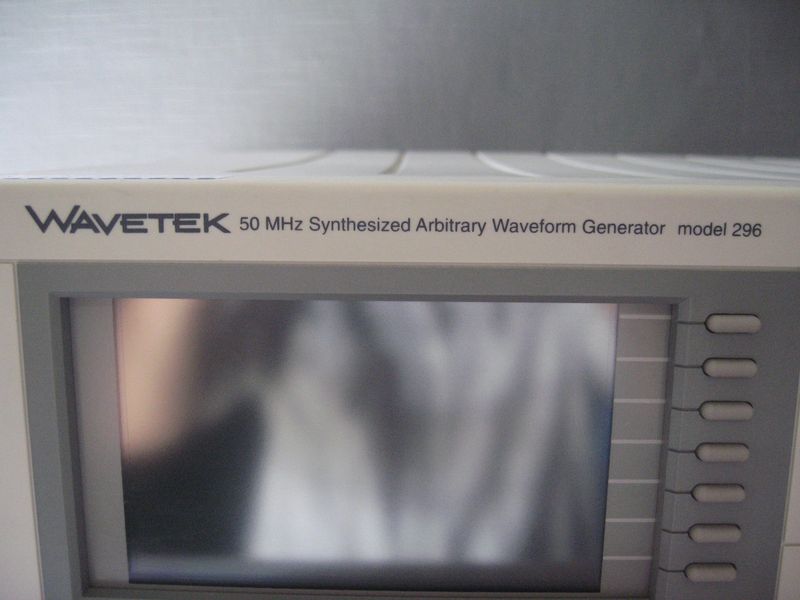 WAVETEK 50 MHz Synthesized Arbitrary Waveform Generator model 296